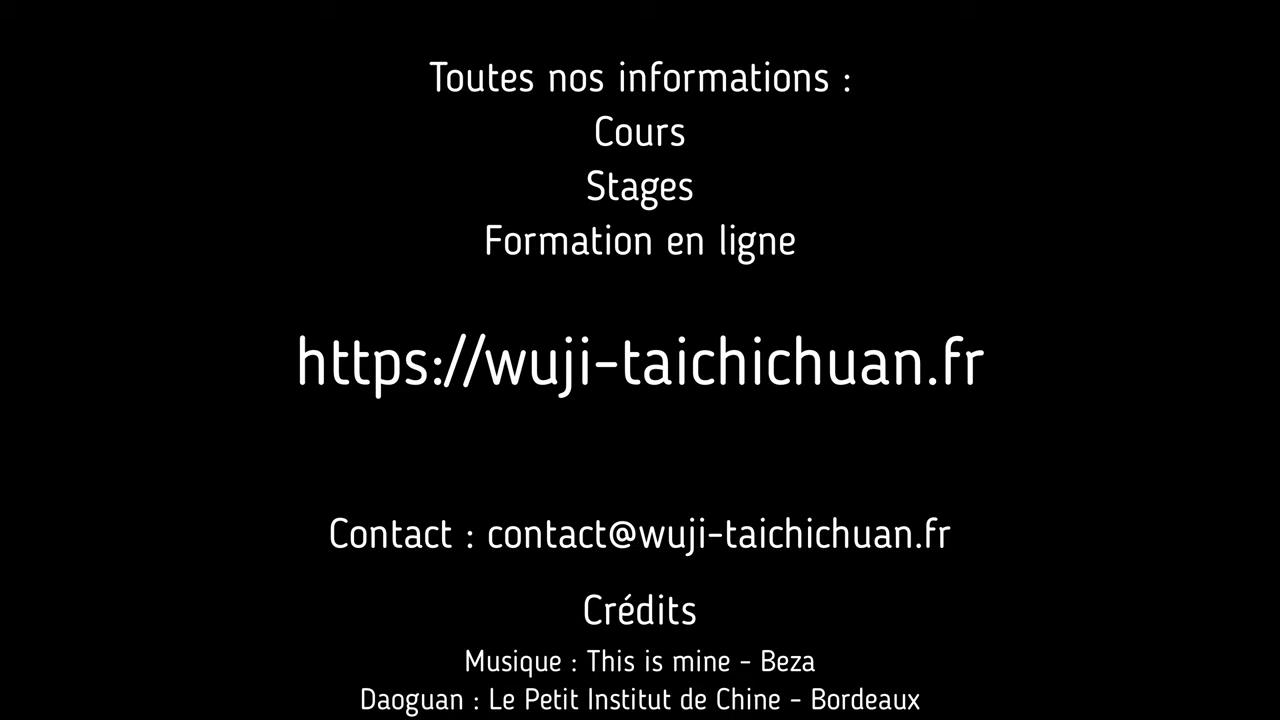 Toutes nos informations :
Cours
Stages
Formation en ligne
https://wuji-taichichuan.fr
Contact : contact@wuji-taichichuan.fr
Crédits
Musique : This is mine - Beza
Daoguan : Le Petit Institut de Chine - Bordeaux